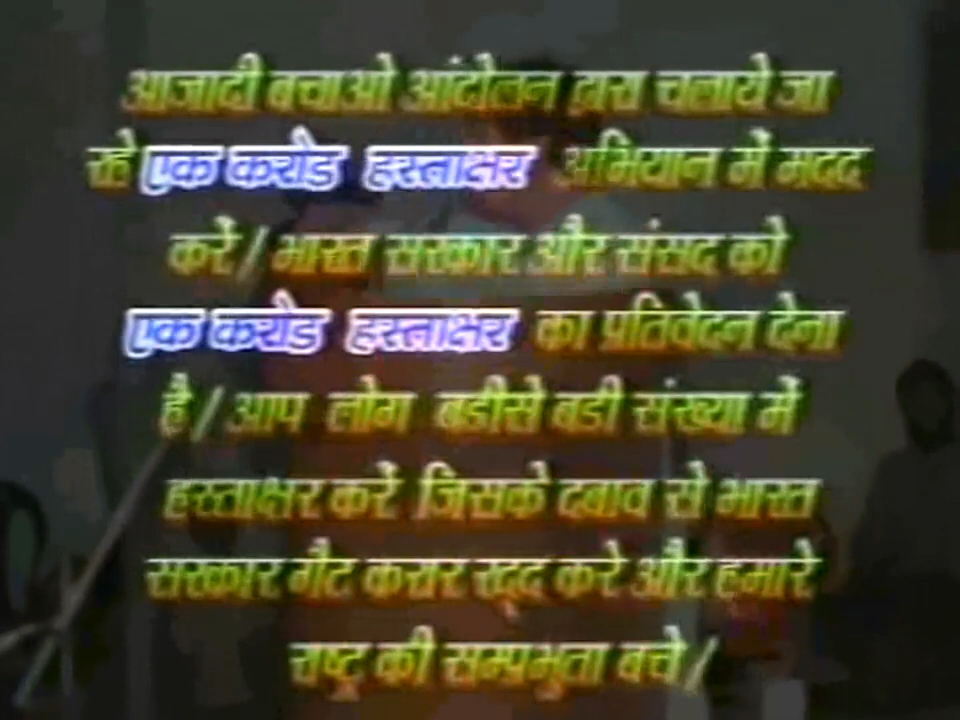 आजादी बचाओ आंदोलन द्वारा चलाये जा
रहे एक करोड हस्ताक्षर अभियान में मदद
करें / भारत सरकार और संसद को
एक करोड हस्ताक्षर का प्रतिवेदन देना
है / आप लोग बडीसे बडी संख्या में
हस्ताक्षर करें जिसके दबाव से भारत
सरकार गैट करार रद्द करे और हमारे
राष्ट्र की सम्प्रभुता बचे /